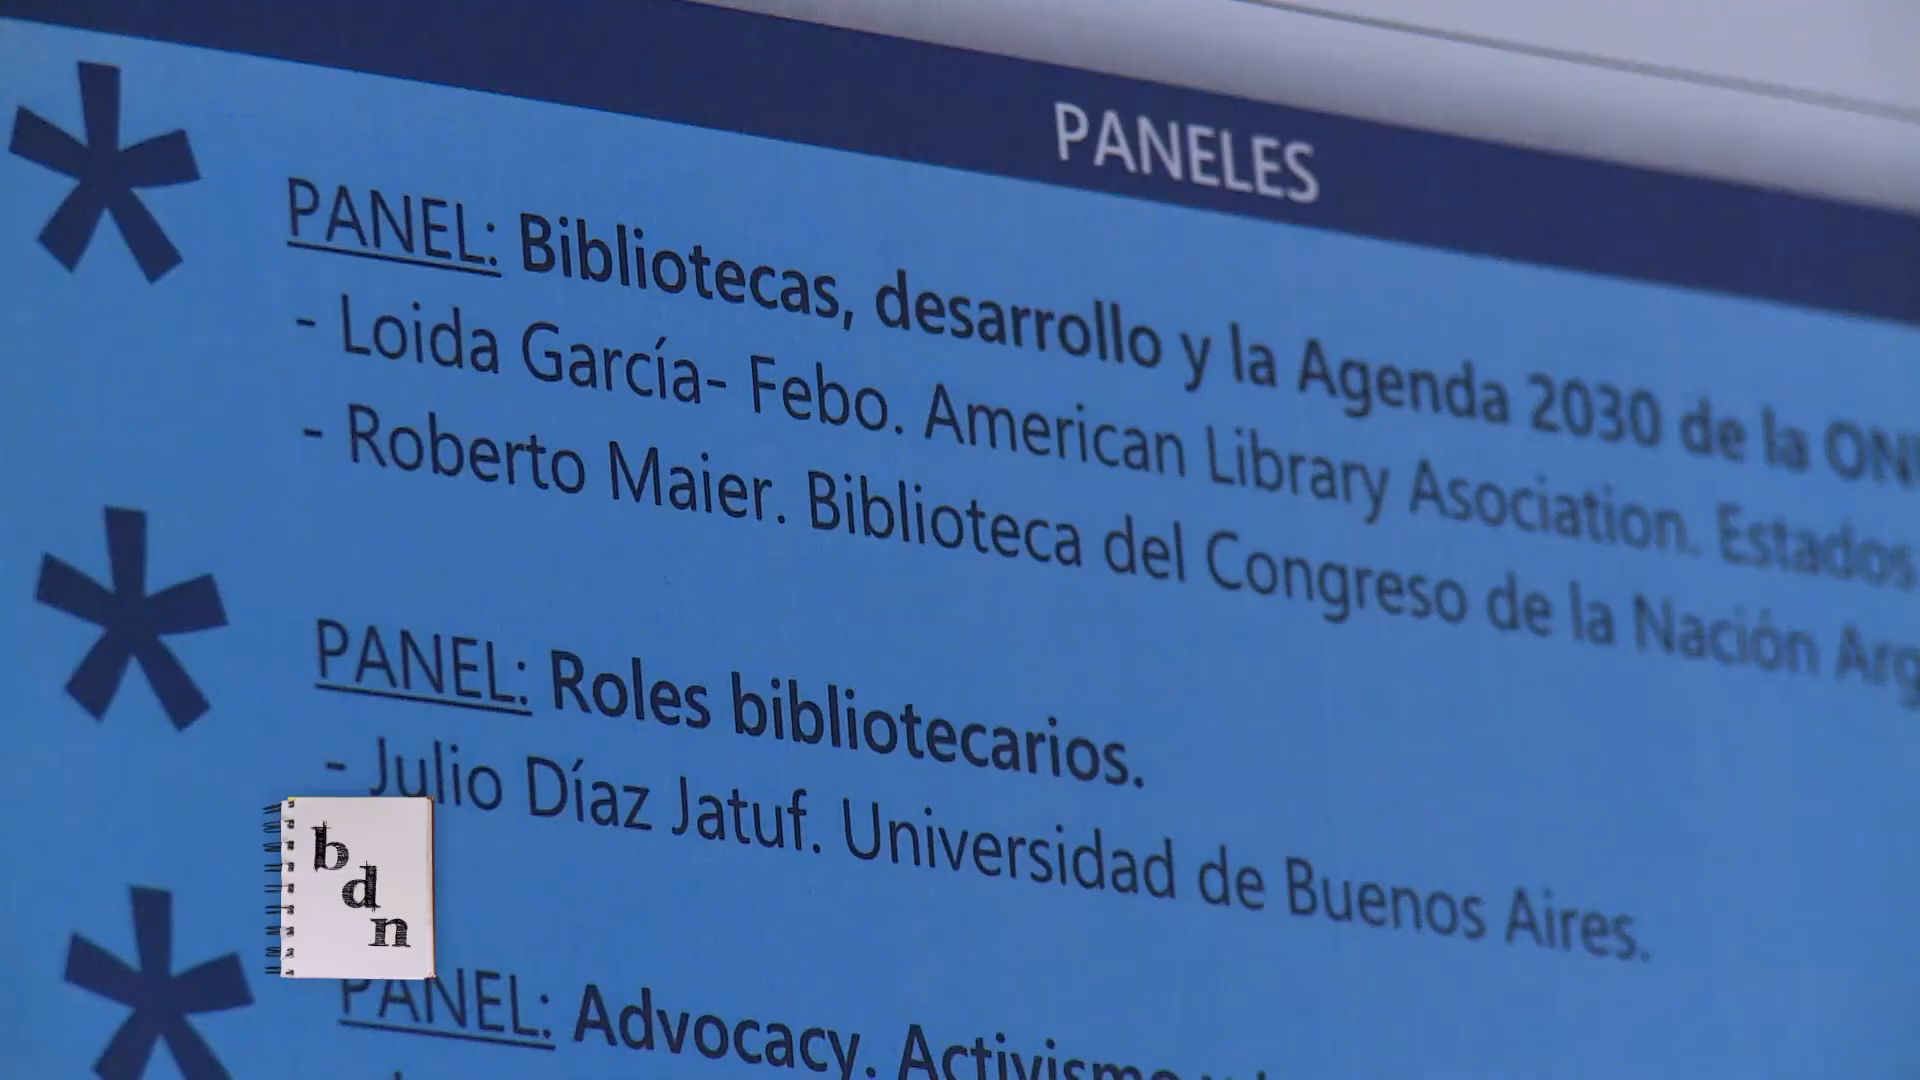 PANELES
PANEL: Bibliotecas, desarrollo y la Agenda 2030 de la
- Loida García- Febo. American Library Asociation. Estados
- Roberto Maier. Biblioteca del Congreso de la Nación
PANEL: Roles bibliotecarios.
- Julio Díaz Jatuf. Universidad de Buenos Aires.
PANEL: Advocacy. Activismo y
b
d
n